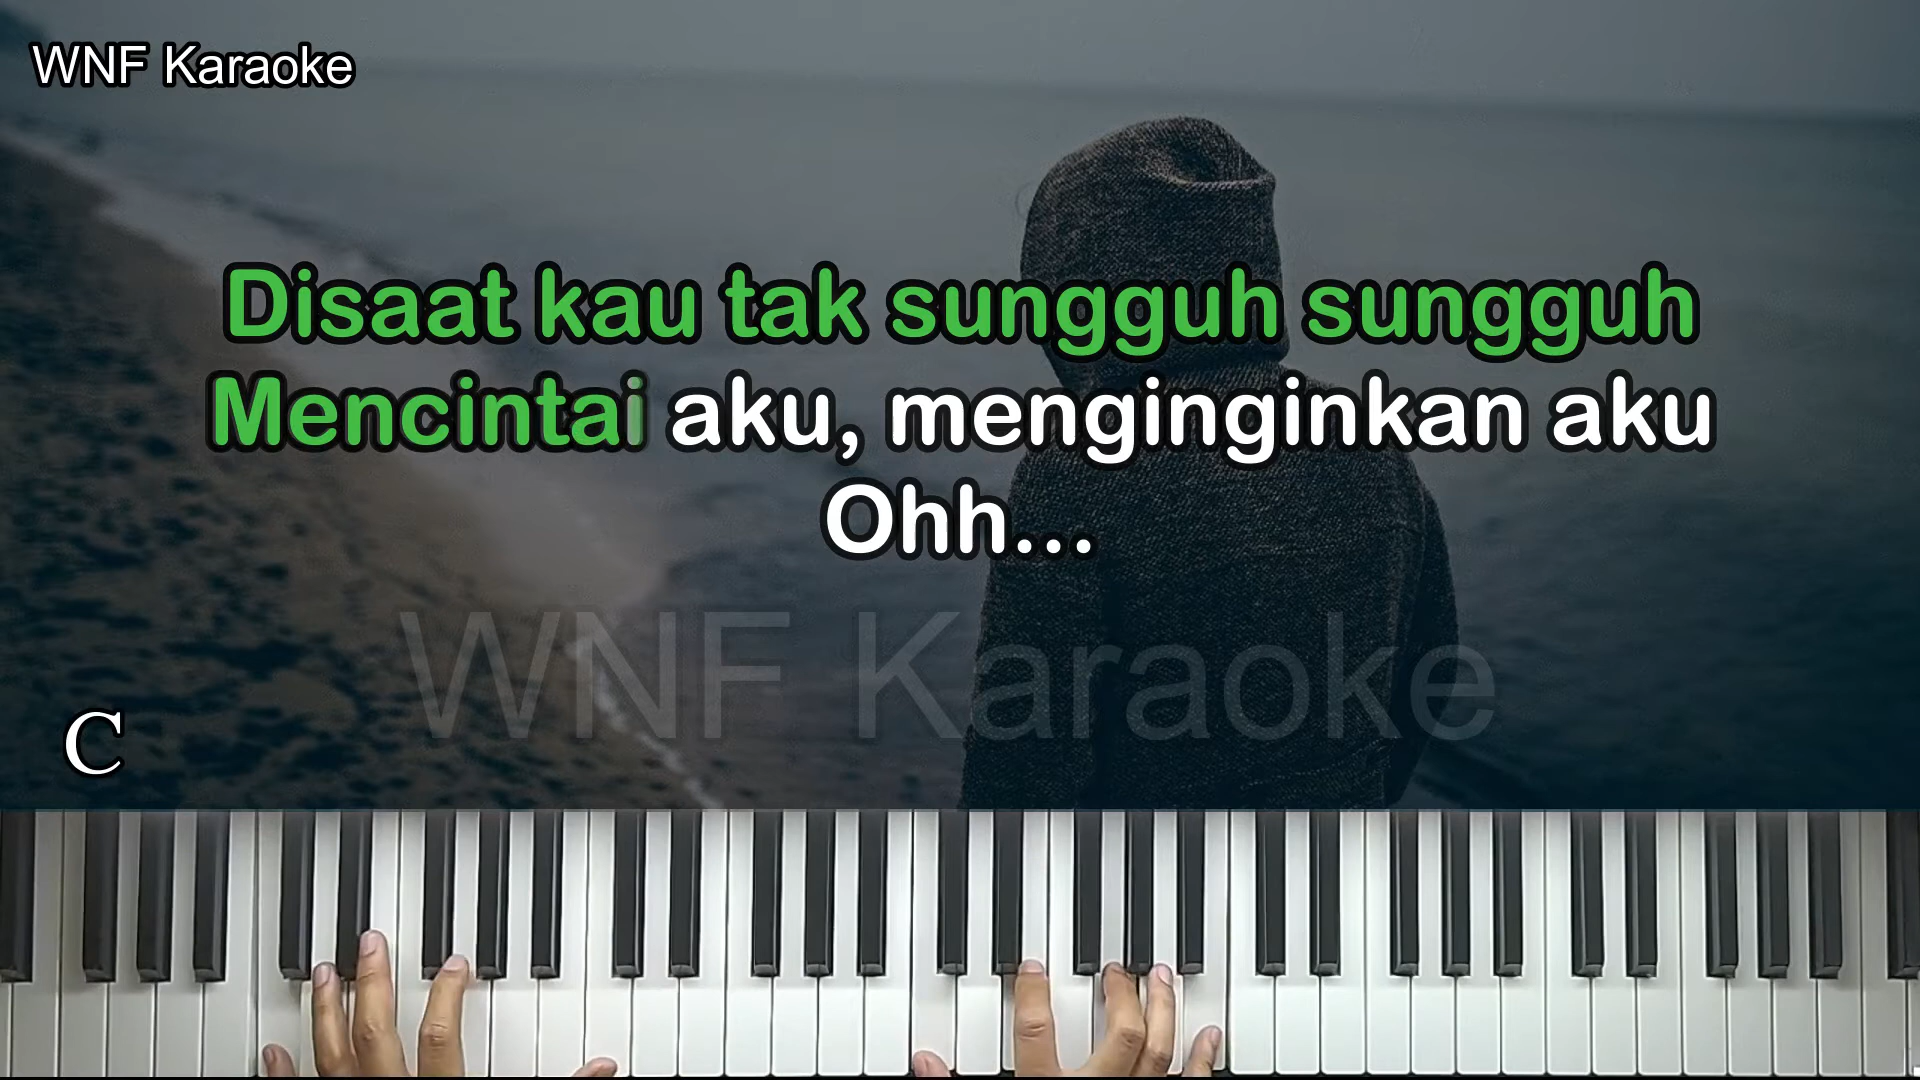 WNF Karaoke
Disaat kau tak sungguh sungguh
Mencintai aku, menginginkan aku
Ohh...
WNF Karaoke
C